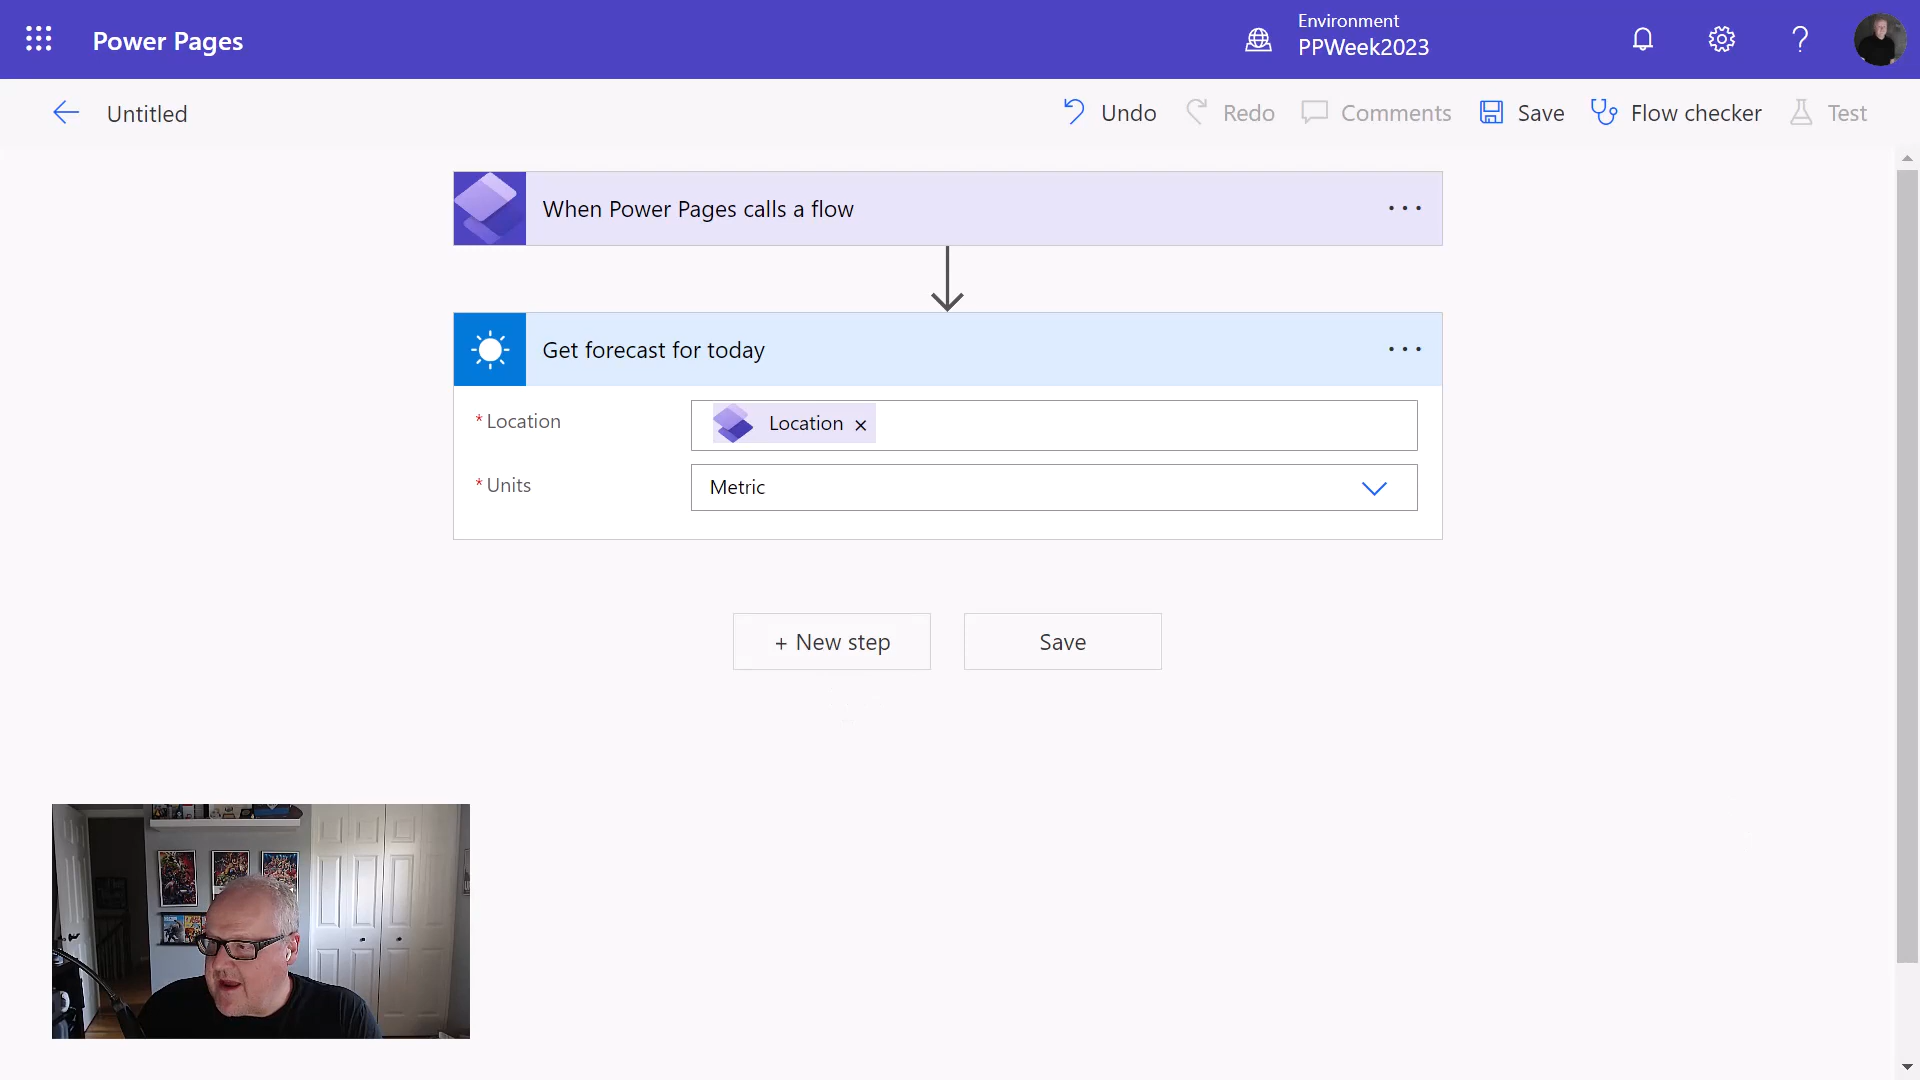 Power Pages
Environment
PPWeek2023
Untitled
Undo
Redo
Comments
Save
Flow checker
Test
When Power Pages calls a flow
Get forecast for today
* Location
Location ×
* Units
Metric
+ New step
Save